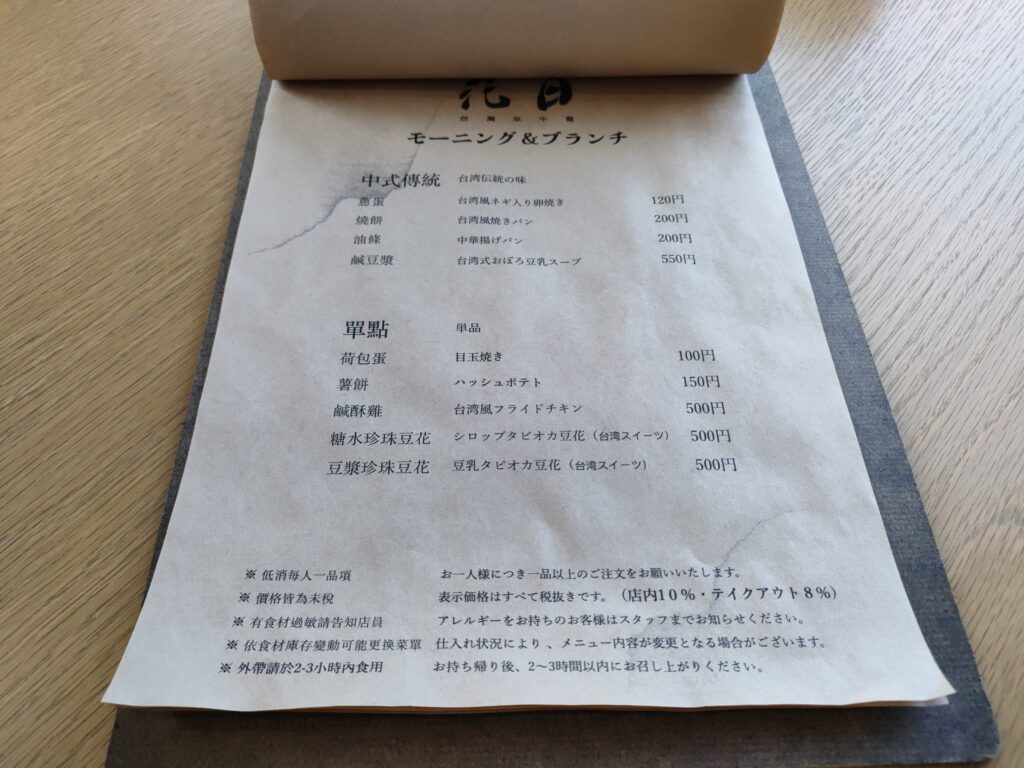 花日
台灣早午餐
モーニング&ブランチ
中式傳統 台湾伝統の味
蔥蛋 台湾風ネギ入り卵焼き 120円
燒餅 台湾風焼きパン 200円
油條 中華揚げパン 200円
鹹豆漿 台湾式おぼろ豆乳スープ 550円
單點 単品
荷包蛋 目玉焼き 100円
薯餅 ハッシュポテト 150円
鹹酥雞 台湾風フライドチキン 500円
糖水珍珠豆花 シロップタピオカ豆花（台湾スイーツ） 500円
豆漿珍珠豆花 豆乳タピオカ豆花（台湾スイーツ） 500円
※ 低消每人一品項 お一人様につき一品以上のご注文をお願いいたします。
※ 價格皆為未稅 表示価格はすべて税抜きです。（店内10％・テイクアウト8％）
※ 有食材過敏請告知店員 アレルギーをお持ちのお客様はスタッフまでお知らせください。
※ 依食材庫存變動可能更換菜單 仕入れ状況により、メニュー内容が変更となる場合がございます。
※ 外帶請於2-3小時內食用 お持ち帰り後、2〜3時間以内にお召し上がりください。